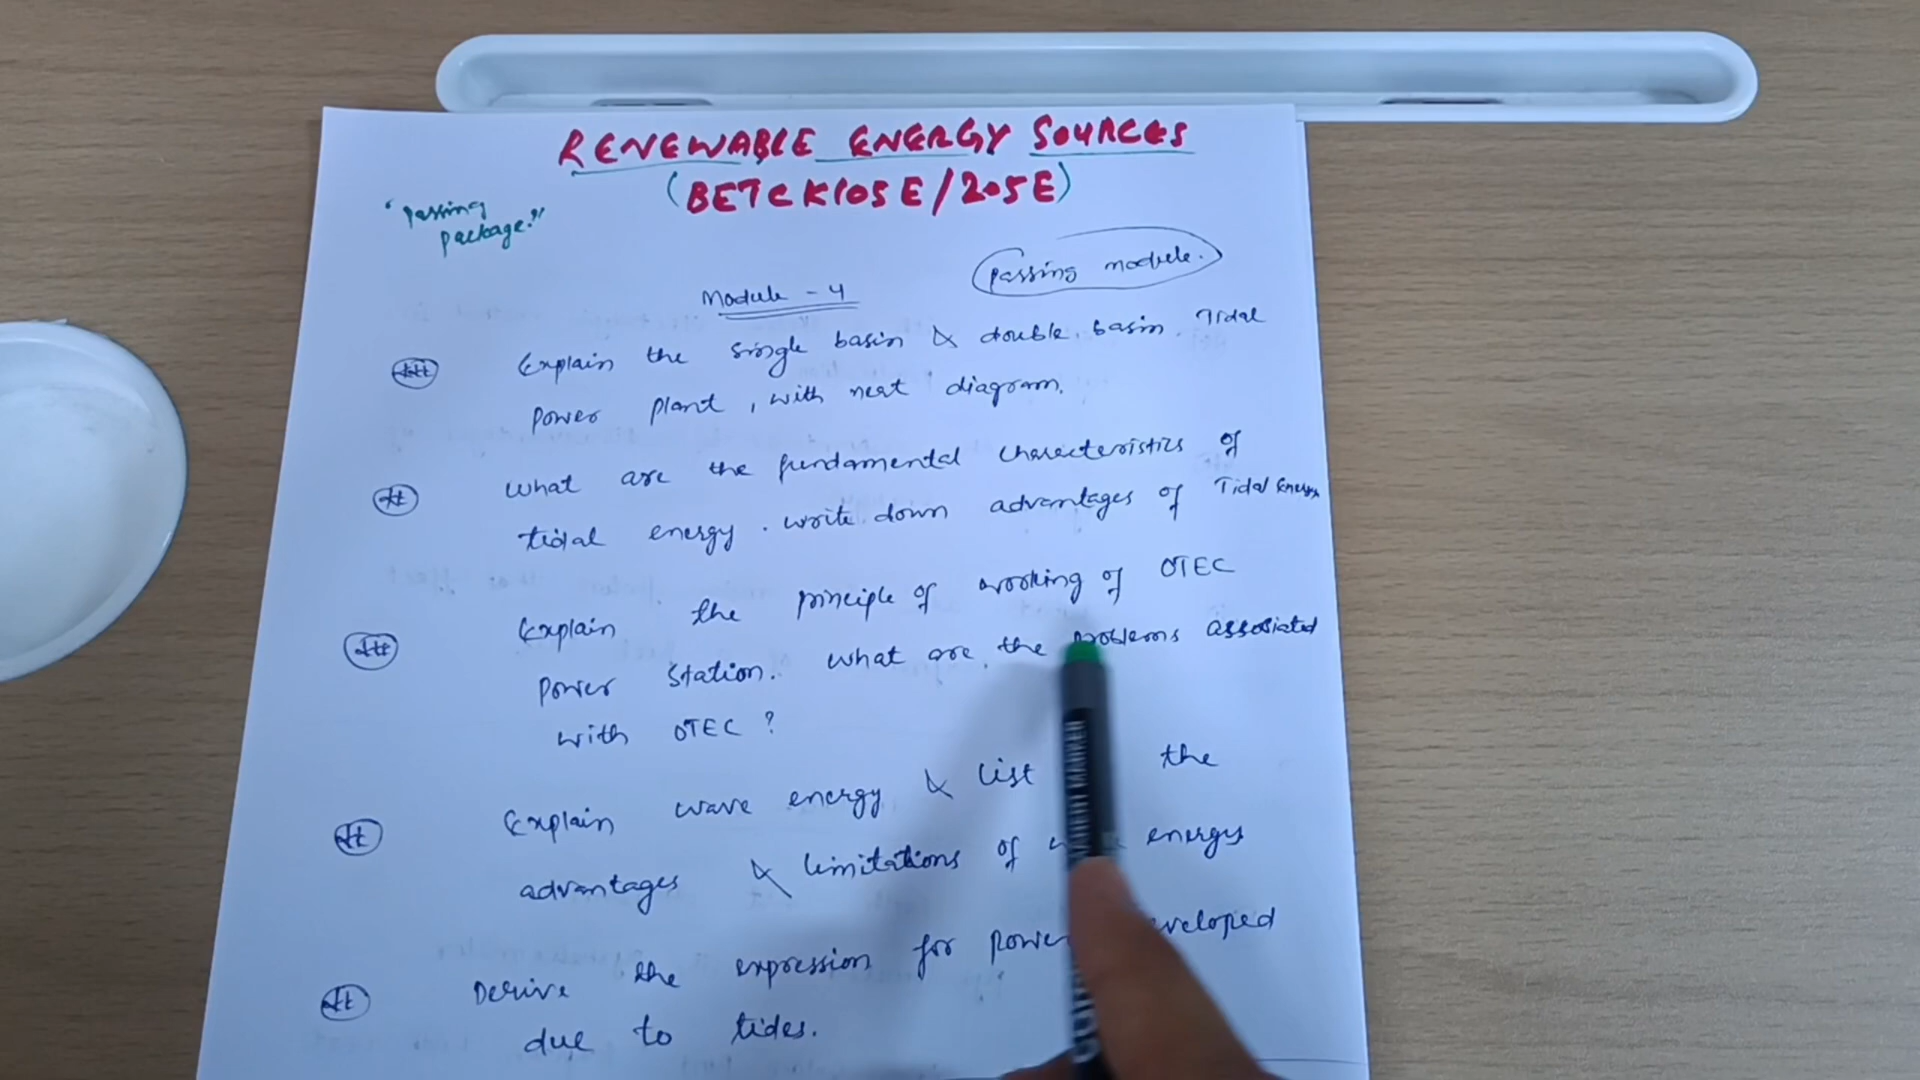 RENEWABLE ENERGY SOURCES
(BETCK105E/205E)
"Passing
package."
Passing module.
Module - 4
Explain the single basin & double basin Tidal
Power plant, with neat diagram.
What are the fundamental characteristics of
tidal energy. Write down advantages of Tidal Energy
Explain the principle of working of OTEC
Power Station. What are the problems associated
with OTEC ?
Explain wave energy & list the
advantages & limitations of energy
Derive the expression for power developed
due to tides.